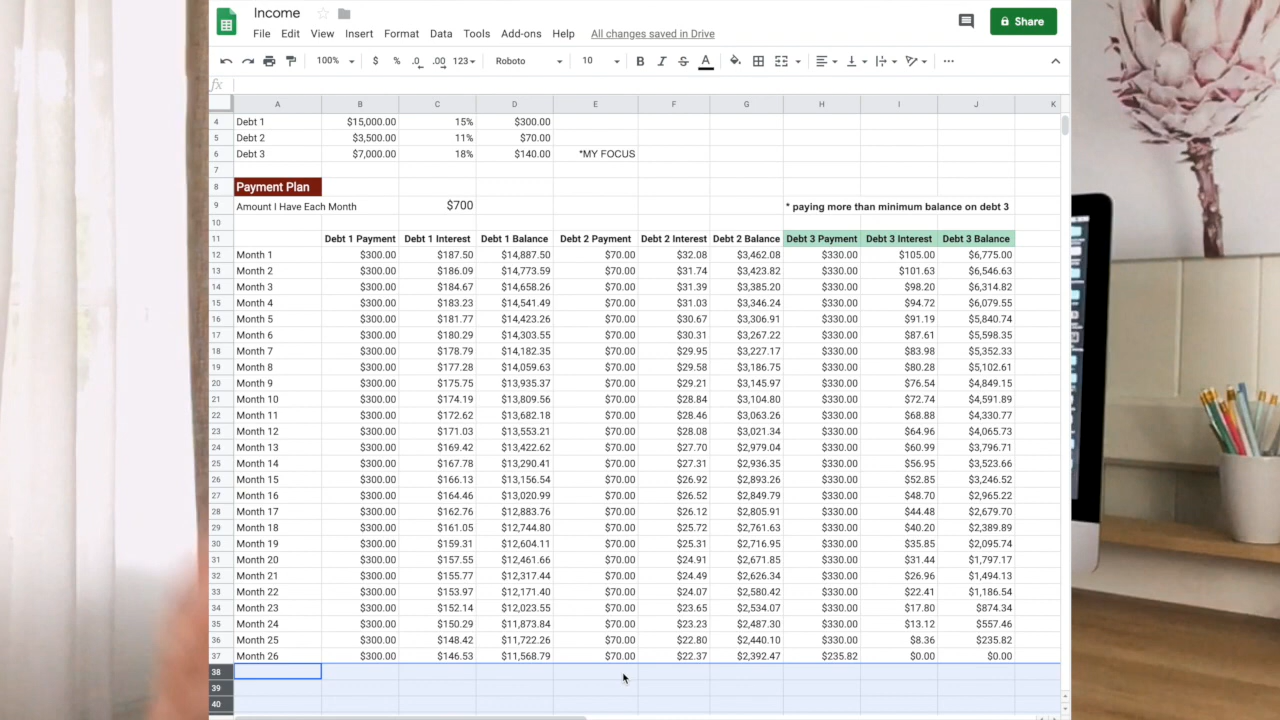 Income
File Edit View Insert Format Data Tools Add-ons Help All changes saved in Drive
Share
100% $ % .0 .00 123 Roboto 10 B I S A
fx
A B C D E F G H I J K
4 Debt 1 $15,000.00 15% $300.00
5 Debt 2 $3,500.00 11% $70.00
6 Debt 3 $7,000.00 18% $140.00 *MY FOCUS
7
8 Payment Plan
9 Amount I Have Each Month $700 * paying more than minimum balance on debt 3
10
11 Debt 1 Payment Debt 1 Interest Debt 1 Balance Debt 2 Payment Debt 2 Interest Debt 2 Balance Debt 3 Payment Debt 3 Interest Debt 3 Balance
12 Month 1 $300.00 $187.50 $14,887.50 $70.00 $32.08 $3,462.08 $330.00 $105.00 $6,775.00
13 Month 2 $300.00 $186.09 $14,773.59 $70.00 $31.74 $3,423.82 $330.00 $101.63 $6,546.63
14 Month 3 $300.00 $184.67 $14,658.26 $70.00 $31.39 $3,385.20 $330.00 $98.20 $6,314.82
15 Month 4 $300.00 $183.23 $14,541.49 $70.00 $31.03 $3,346.24 $330.00 $94.72 $6,079.55
16 Month 5 $300.00 $181.77 $14,423.26 $70.00 $30.67 $3,306.91 $330.00 $91.19 $5,840.74
17 Month 6 $300.00 $180.29 $14,303.55 $70.00 $30.31 $3,267.22 $330.00 $87.61 $5,598.35
18 Month 7 $300.00 $178.79 $14,182.35 $70.00 $29.95 $3,227.17 $330.00 $83.98 $5,352.33
19 Month 8 $300.00 $177.28 $14,059.63 $70.00 $29.58 $3,186.75 $330.00 $80.28 $5,102.61
20 Month 9 $300.00 $175.75 $13,935.37 $70.00 $29.21 $3,145.97 $330.00 $76.54 $4,849.15
21 Month 10 $300.00 $174.19 $13,809.56 $70.00 $28.84 $3,104.80 $330.00 $72.74 $4,591.89
22 Month 11 $300.00 $172.62 $13,682.18 $70.00 $28.46 $3,063.26 $330.00 $68.88 $4,330.77
23 Month 12 $300.00 $171.03 $13,553.21 $70.00 $28.08 $3,021.34 $330.00 $64.96 $4,065.73
24 Month 13 $300.00 $169.42 $13,422.62 $70.00 $27.70 $2,979.04 $330.00 $60.99 $3,796.71
25 Month 14 $300.00 $167.78 $13,290.41 $70.00 $27.31 $2,936.35 $330.00 $56.95 $3,523.66
26 Month 15 $300.00 $166.13 $13,156.54 $70.00 $26.92 $2,893.26 $330.00 $52.85 $3,246.52
27 Month 16 $300.00 $164.46 $13,020.99 $70.00 $26.52 $2,849.79 $330.00 $48.70 $2,965.22
28 Month 17 $300.00 $162.76 $12,883.76 $70.00 $26.12 $2,805.91 $330.00 $44.48 $2,679.70
29 Month 18 $300.00 $161.05 $12,744.80 $70.00 $25.72 $2,761.63 $330.00 $40.20 $2,389.89
30 Month 19 $300.00 $159.31 $12,604.11 $70.00 $25.31 $2,716.95 $330.00 $35.85 $2,095.74
31 Month 20 $300.00 $157.55 $12,461.66 $70.00 $24.91 $2,671.85 $330.00 $31.44 $1,797.17
32 Month 21 $300.00 $155.77 $12,317.44 $70.00 $24.49 $2,626.34 $330.00 $26.96 $1,494.13
33 Month 22 $300.00 $153.97 $12,171.40 $70.00 $24.07 $2,580.42 $330.00 $22.41 $1,186.54
34 Month 23 $300.00 $152.14 $12,023.55 $70.00 $23.65 $2,534.07 $330.00 $17.80 $874.34
35 Month 24 $300.00 $150.29 $11,873.84 $70.00 $23.23 $2,487.30 $330.00 $13.12 $557.46
36 Month 25 $300.00 $148.42 $11,722.26 $70.00 $22.80 $2,440.10 $330.00 $8.36 $235.82
37 Month 26 $300.00 $146.53 $11,568.79 $70.00 $22.37 $2,392.47 $235.82 $0.00 $0.00
38
39
40